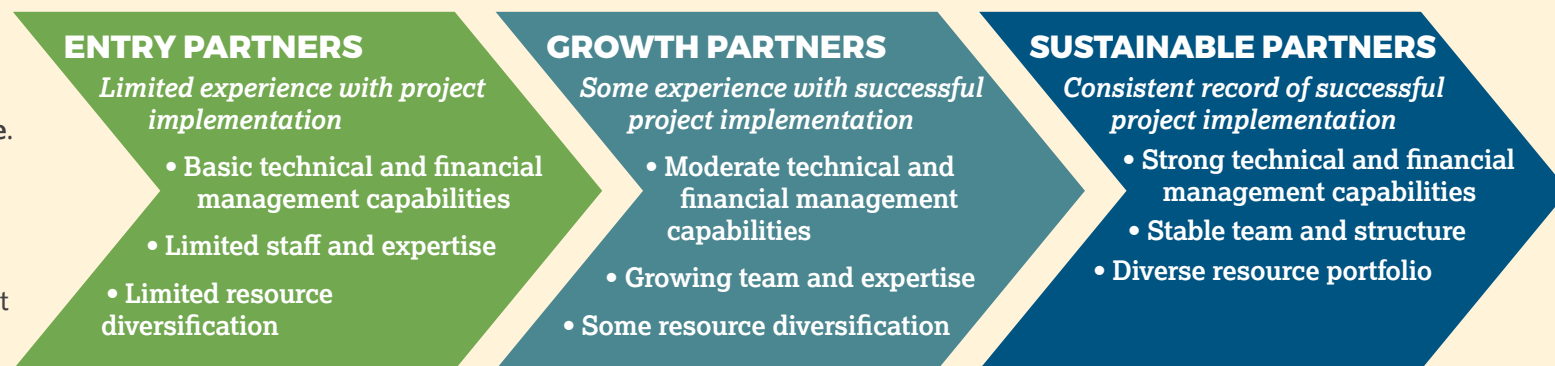 e.
t
ENTRY PARTNERS
Limited experience with project
implementation
• Basic technical and financial
management capabilities
• Limited staff and expertise
• Limited resource
diversification
GROWTH PARTNERS
Some experience with successful
project implementation
• Moderate technical and
financial management
capabilities
• Growing team and expertise
• Some resource diversification
SUSTAINABLE PARTNERS
Consistent record of successful
project implementation
• Strong technical and financial
management capabilities
• Stable team and structure
• Diverse resource portfolio